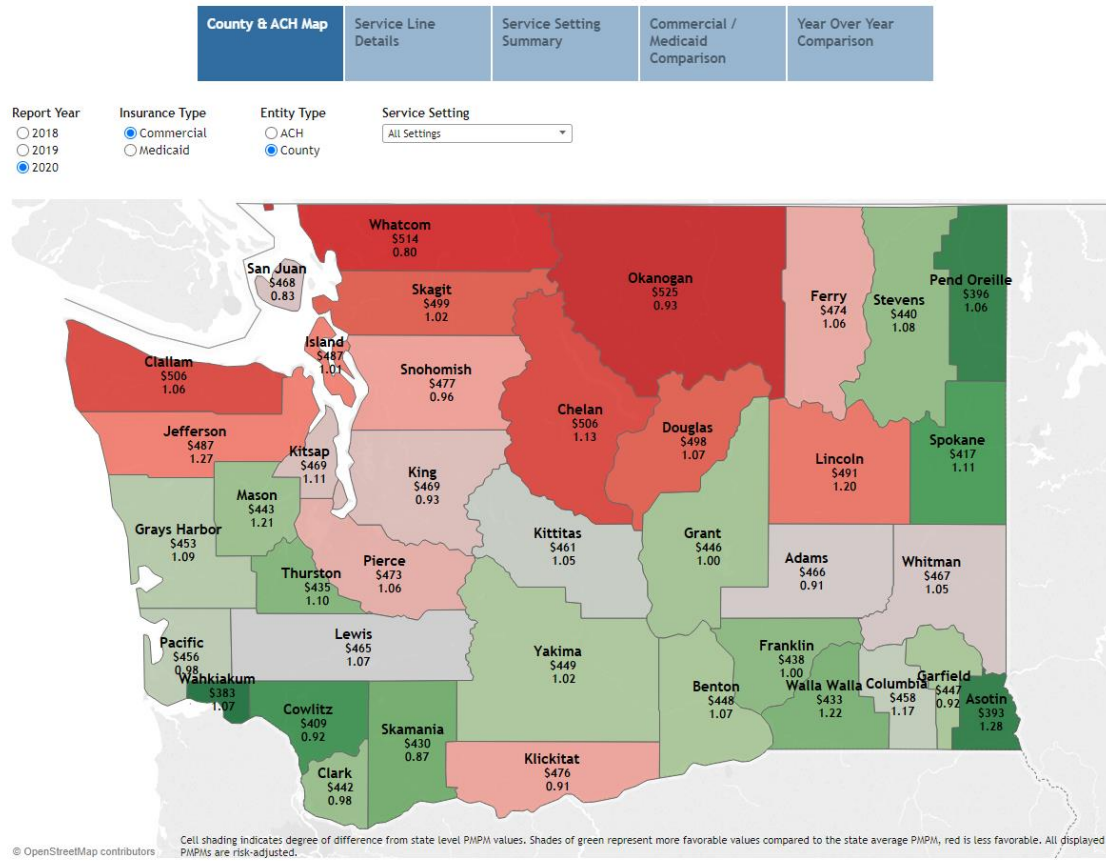 County & ACH Map
Service Line
Details
Service Setting
Summary
Commercial /
Medicaid
Comparison
Year Over Year
Comparison
Report Year
2018
2019
2020
Insurance Type
Commercial
Medicaid
Entity Type
ACH
County
Service Setting
All Settings
Whatcom
$514
0.80
San Juan
$468
0.83
Skagit
$499
1.02
Okanogan
$525
0.93
Ferry
$474
1.06
Stevens
$440
1.08
Pend Oreille
$396
1.06
Island
$487
1.01
Clallam
$506
1.06
Snohomish
$477
0.96
Chelan
$506
1.13
Douglas
$498
1.07
Jefferson
$487
1.27
Kitsap
$469
1.11
King
$469
0.93
Lincoln
$491
1.20
Spokane
$417
1.11
Mason
$443
1.21
Grays Harbor
$453
1.09
Kittitas
$461
1.05
Grant
$446
1.00
Adams
$466
0.91
Whitman
$467
1.05
Thurston
$435
1.10
Pierce
$473
1.06
Pacific
$456
0.98
Lewis
$465
1.07
Yakima
$449
1.02
Franklin
$438
1.00
Wahkiakum
$383
1.07
Benton
$448
1.07
Walla Walla
$433
1.22
Columbia
$458
1.17
Garfield
$447
0.92
Asotin
$393
1.28
Cowlitz
$409
0.92
Skamania
$430
0.87
Clark
$442
0.98
Klickitat
$476
0.91
Cell shading indicates degree of difference from state level PMPM values. Shades of green represent more favorable values compared to the state average PMPM, red is less favorable. All displayed
PMPMs are risk-adjusted.
© OpenStreetMap contributors